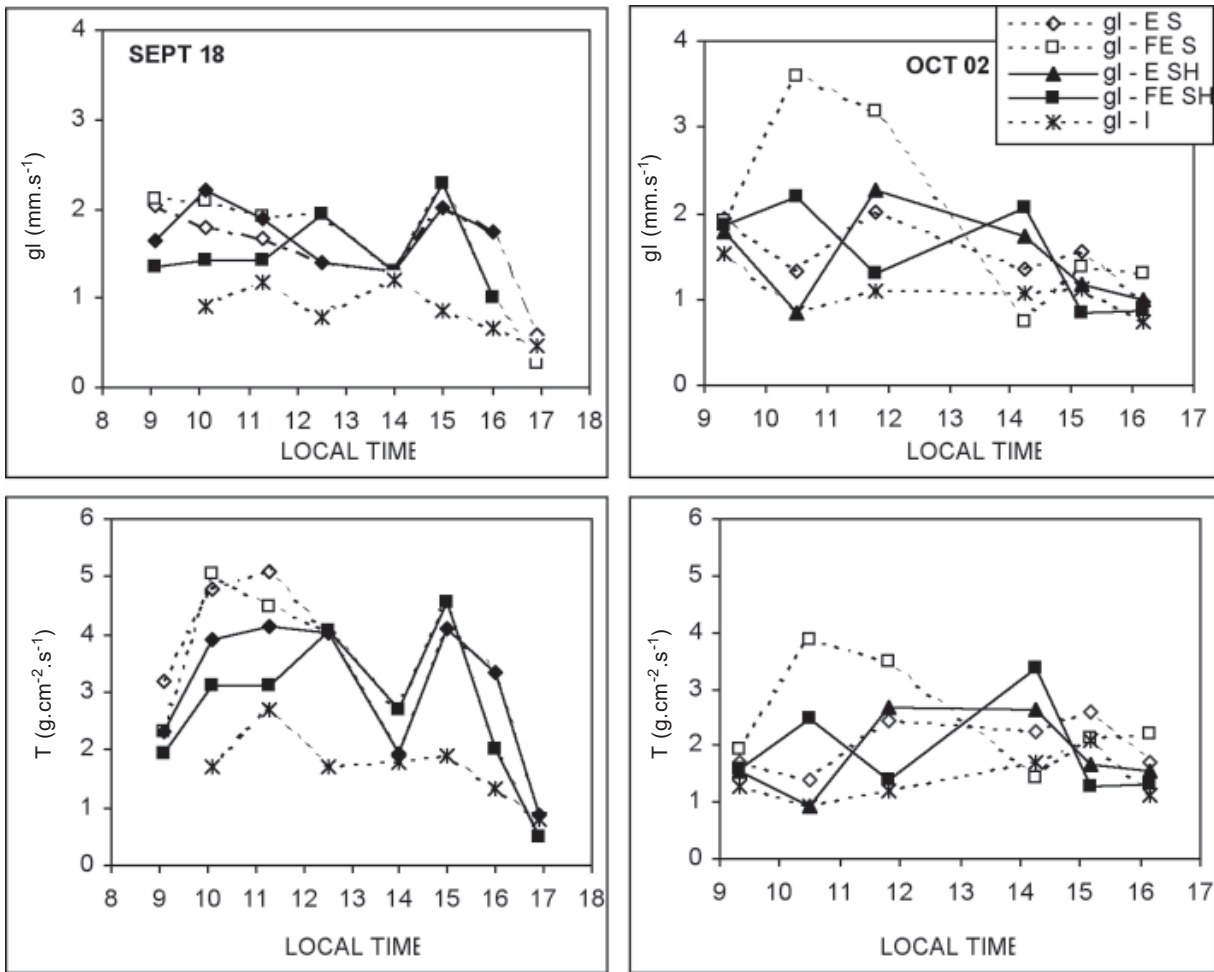 4
SEPT 18
3
2
1
0
gl (mm.s-1)
8 9 10 11 12 13 14 15 16 17 18
LOCAL TIME
4
OCT 02
3
2
1
0
gl (mm.s-1)
9 10 11 12 13 14 15 16 17
LOCAL TIME
gl - E S
gl - FE S
gl - E SH
gl - FE SH
gl - I
6
5
4
3
2
1
0
T (g.cm-2.s-1)
8 9 10 11 12 13 14 15 16 17 18
LOCAL TIME
6
5
4
3
2
1
0
T (g.cm-2.s-1)
9 10 11 12 13 14 15 16 17
LOCAL TIME